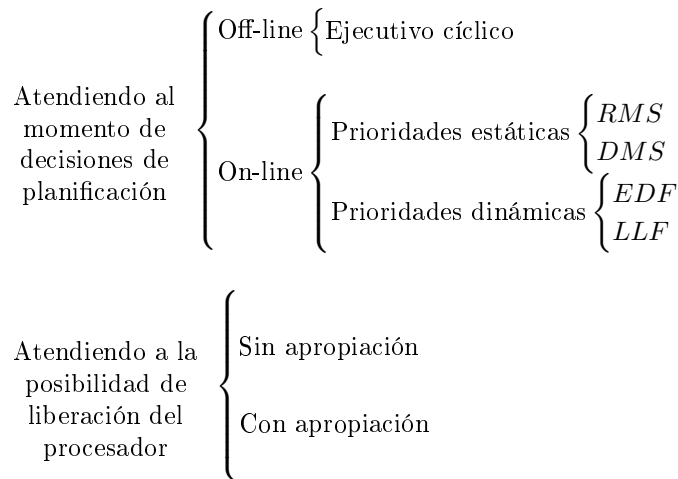 Atendiendo al
momento de
decisiones de
planificación
Off-line
Ejecutivo cíclico
On-line
Prioridades estáticas
RMS
DMS
Prioridades dinámicas
EDF
LLF
Atendiendo a la
posibilidad de
liberación del
procesador
Sin apropiación
Con apropiación